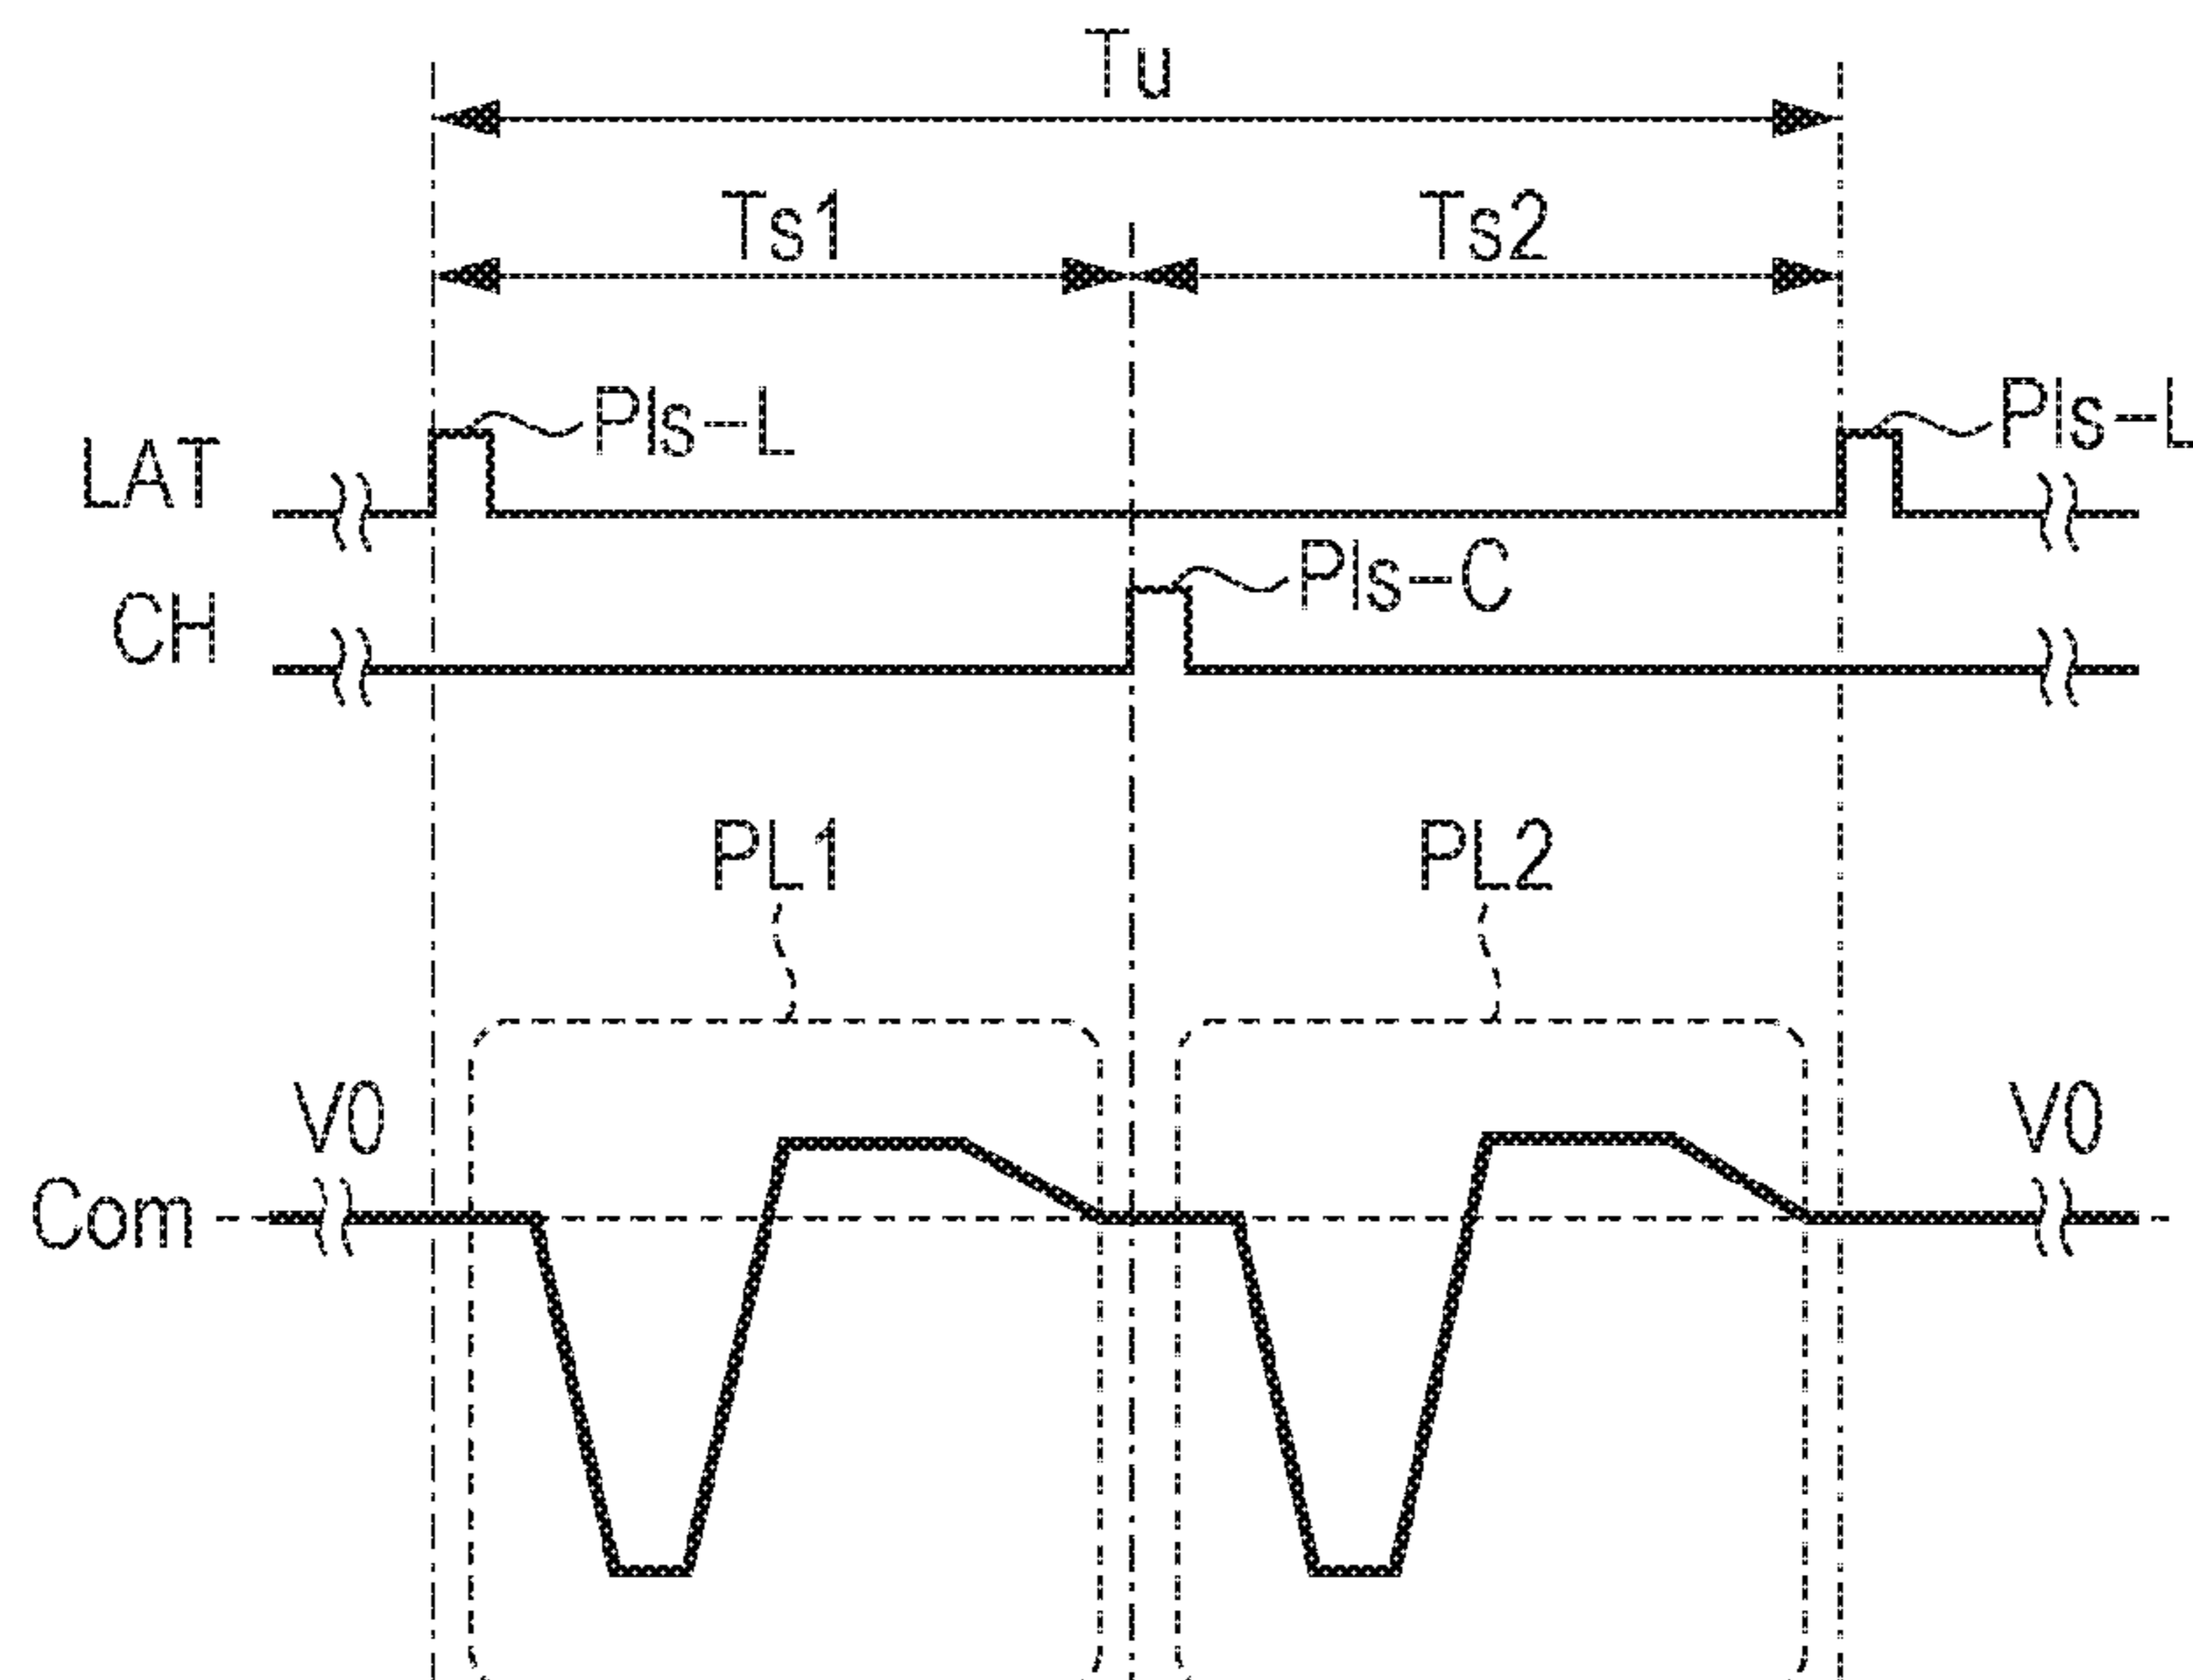 Tu
Ts1 Ts2
LAT Pls-L Pls-L
CH Pls-C
PL1 PL2
V0 V0
Com